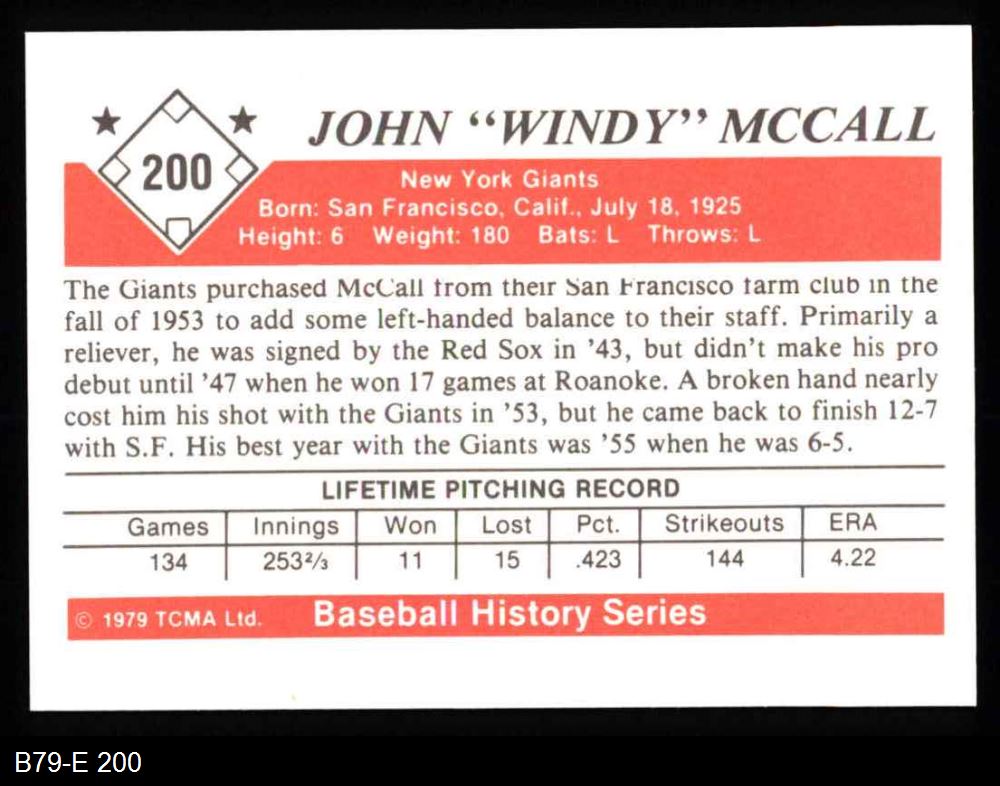 200
JOHN “WINDY” MCCALL
New York Giants
Born: San Francisco, Calif., July 18, 1925
Height: 6 Weight: 180 Bats: L Throws: L
The Giants purchased McCall from their San Francisco farm club in the
fall of 1953 to add some left-handed balance to their staff. Primarily a
reliever, he was signed by the Red Sox in ’43, but didn’t make his pro
debut until ’47 when he won 17 games at Roanoke. A broken hand nearly
cost him his shot with the Giants in ’53, but he came back to finish 12-7
with S.F. His best year with the Giants was ’55 when he was 6-5.
LIFETIME PITCHING RECORD
Games Innings Won Lost Pct. Strikeouts ERA
134 253⅔ 11 15 .423 144 4.22
© 1979 TCMA Ltd. Baseball History Series
B79-E 200